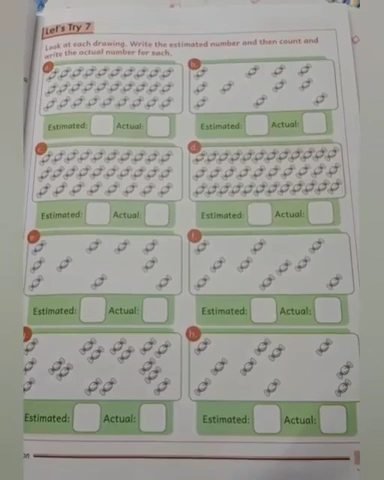 Let's Try 7
Look at each drawing. Write the estimated number and then count and
write the actual number for each.
a
b
Estimated: Actual:
Estimated: Actual:
c
d
Estimated: Actual:
Estimated: Actual:
e
f
Estimated: Actual:
Estimated: Actual:
h
Estimated: Actual:
Estimated: Actual:
on